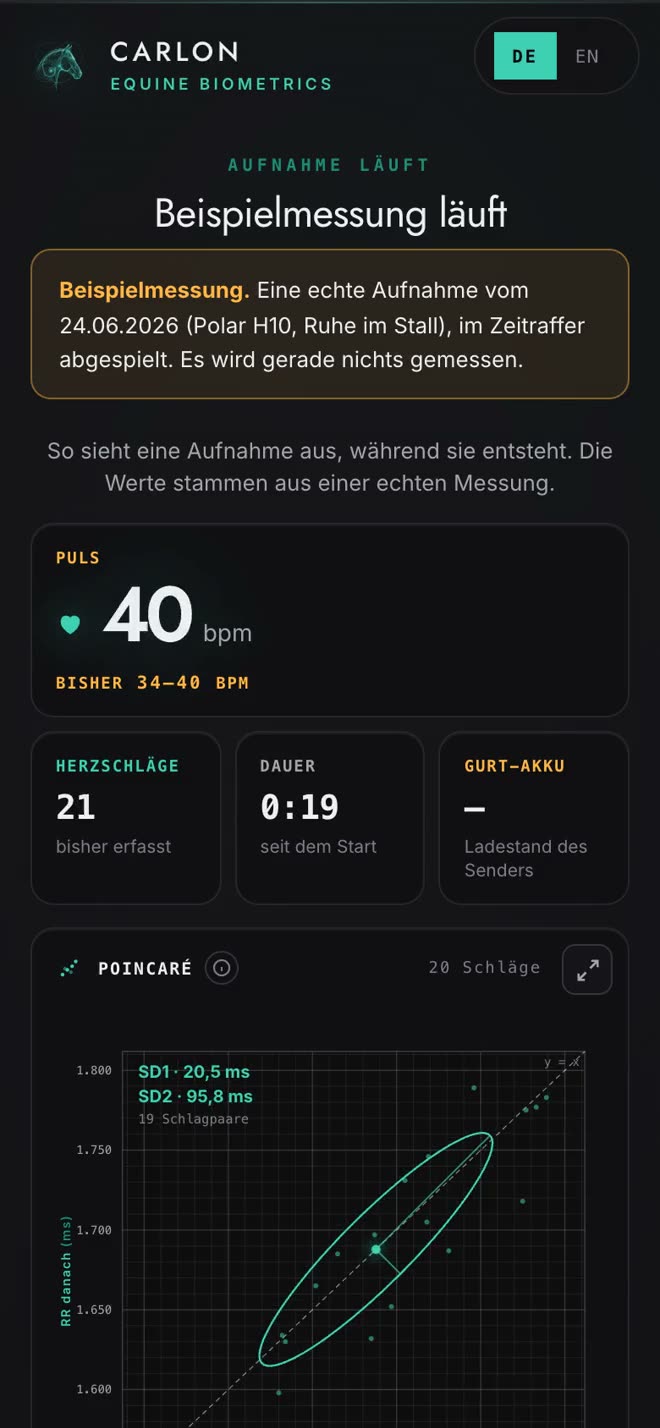 CARLON
EQUINE BIOMETRICS
DE EN
AUFNAHME LÄUFT
Beispielmessung läuft
Beispielmessung. Eine echte Aufnahme vom
24.06.2026 (Polar H10, Ruhe im Stall), im Zeitraffer
abgespielt. Es wird gerade nichts gemessen.
So sieht eine Aufnahme aus, während sie entsteht. Die
Werte stammen aus einer echten Messung.
PULS
40 bpm
BISHER 34–40 BPM
HERZSCHLÄGE
21
bisher erfasst
DAUER
0:19
seit dem Start
GURT-AKKU
–
Ladestand des
Senders
POINCARÉ
20 Schläge
y = x
SD1 · 20,5 ms
SD2 · 95,8 ms
19 Schlagpaare
1.800
1.750
1.700
1.650
1.600
RR danach (ms)